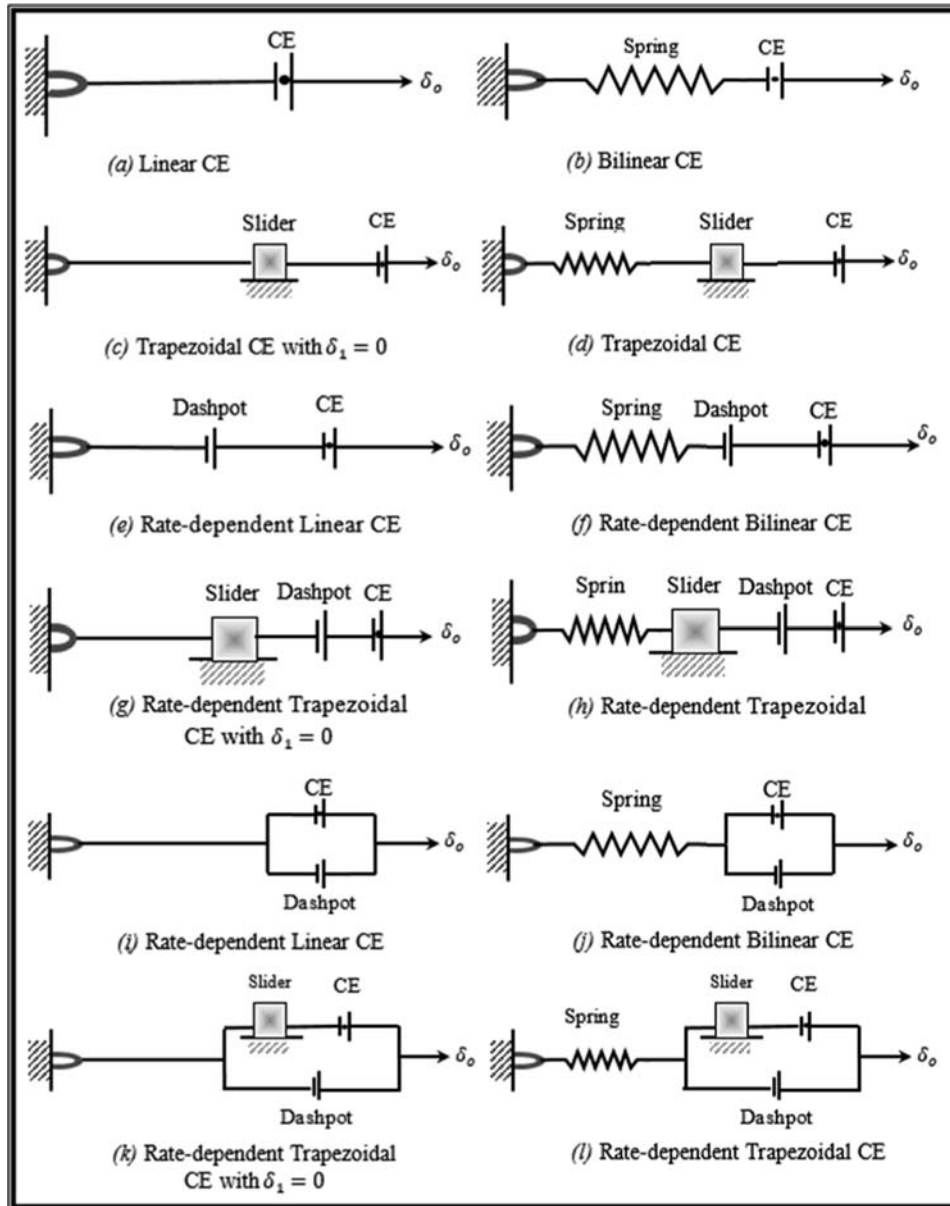 CE
δₒ
(a) Linear CE
Spring CE
δₒ
(b) Bilinear CE
Slider CE
δₒ
(c) Trapezoidal CE with δ₁ = 0
Spring Slider CE
δₒ
(d) Trapezoidal CE
Dashpot CE
δₒ
(e) Rate-dependent Linear CE
Spring Dashpot CE
δₒ
(f) Rate-dependent Bilinear CE
Slider Dashpot CE
δₒ
(g) Rate-dependent Trapezoidal
CE with δ₁ = 0
Sprin Slider Dashpot CE
δₒ
(h) Rate-dependent Trapezoidal
CE
δₒ
Dashpot
(i) Rate-dependent Linear CE
Spring CE
δₒ
Dashpot
(j) Rate-dependent Bilinear CE
Slider CE
δₒ
Dashpot
(k) Rate-dependent Trapezoidal
CE with δ₁ = 0
Spring Slider CE
δₒ
Dashpot
(l) Rate-dependent Trapezoidal CE